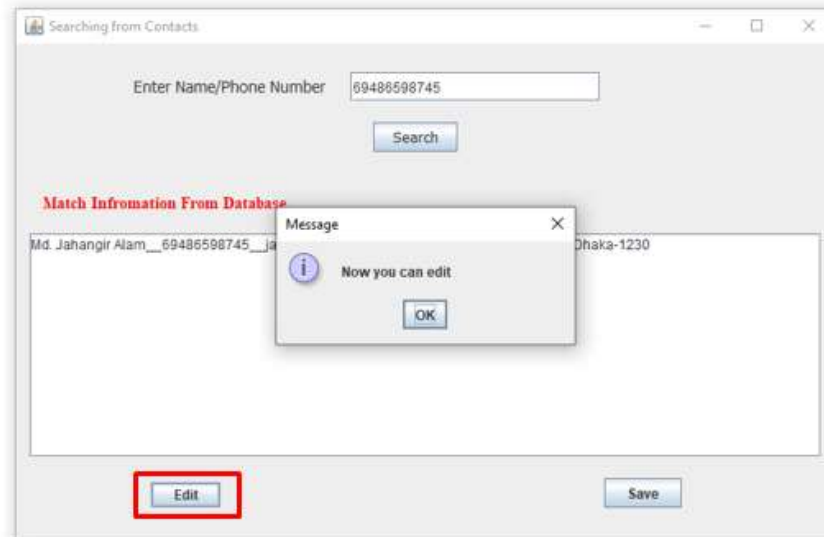 Searching from Contacts
Enter Name/Phone Number 69486598745
Search
Match Infromation From Database
Message
Md. Jahangir Alam__69486598745__ja Dhaka-1230
Now you can edit
OK
Edit Save